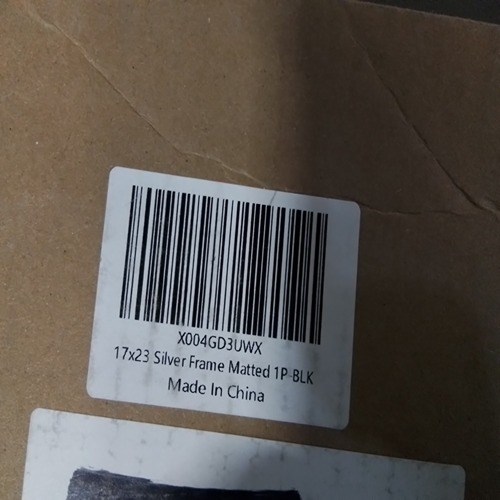 X004GD3UWX
17x23 Silver Frame Matted 1P-BLK
Made In China